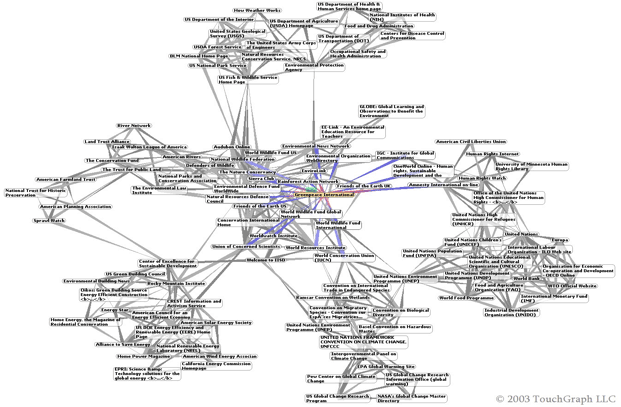 How Weather Works
US Department of the Interior
US Department of Agriculture
(USDA) Homepage
US Department of Health &
Human Services home page
National Institutes of Health
(NIH)
Food and Drug Administration
Centers for Disease Control
and Prevention
United States Geological
Survey (USGS)
US Department of
Transportation (DOT)
USDA Forest Service
The United States Army Corps
of Engineers
Occupational Safety and
Health Administration
BLM National Home Page
Natural Resources
Conservation Service, NRCS
US National Park Service
Environmental Protection
Agency
US Fish & Wildlife Service
Home Page
GLOBE: Global Learning and
Observations to Benefit the
Environment
EE-Link - An Environmental
Education Resource for
Teachers
River Network
Land Trust Alliance
Izaak Walton League of America
Audubon Online
Environmental News Network
American Civil Liberties Union
World Wildlife Fund US
Environmental Organization
WebDirectory
IGC - Institute for Global
Communications
Human Rights Internet
The Conservation Fund
American Rivers
National Wildlife Federation
Defenders of Wildlife
University of Minnesota Human
Rights Library
OneWorld Online - Human
rights, Sustainable
Development and the
The Trust for Public Land
The Nature Conservancy
EnviroLink
American Farmland Trust
National Parks and
Conservation Association
Sierra Club
Rainforest Action Network
Human Rights Watch
Friends of the Earth UK
Amnesty International on-line
National Trust for Historic
Preservation
The Environmental Law
Institute
Environmental Defense Fund
WorldWide
Greenpeace International
Office of the United Nations
High Commissioner for Human
Rights - <b>...</b>
Natural Resources Defense
Council
American Planning Association
Friends of the Earth US
Sprawl Watch
World Wildlife Fund Global
Network
United Nations High
Commissioner for Refugees
(UNHCR)
Conservation International
Home
World Wildlife Fund
International
Worldwatch Institute
United Nations
Union of Concerned Scientists
World Resources Institute
United Nations Children's
Fund (UNICEF)
Europa
International Labour
Organization - ILO Web site
United Nations Population
Fund (UNFPA)
World Conservation Union
(IUCN)
United Nations Educational
Scientific and Cultural
Organization (UNESCO)
Center of Excellence for
Sustainable Development
Welcome to IISD
Organization for Economic
Co-operation and Development
- OECD Online
US Green Building Council
United Nations Environment
Programme (UNEP)
United Nations Development
Programme (UNDP)
World Bank
Environmental Building News
Rocky Mountain Institute
Convention on International
Trade in Endangered Species
Food and Agriculture
Organization (FAO)
WTO Official Website
Oikos: Green Building Source
Energy Efficient Construction
- <b>...</b>
Ramsar Convention on Wetlands
World Food Programme
International Monetary Fund
(IMF)
CREST Information and
Activism Service
Energy Star
American Council for an
Energy Efficient Economy
Convention on Biological
Diversity
Industrial Development
Organization (UNIDO)
Home Energy, the Magazine of
Residential Conservation
American Solar Energy Society
United Nations Environment
Programme (UNEP)
Basel Convention on Hazardous
Wastes
US DOE Energy Efficiency and
Renewable Energy (EERE) Home
Page
UNITED NATIONS FRAMEWORK
CONVENTION ON CLIMATE CHANGE,
UNFCCC
Alliance to Save Energy
National Renewable Energy
Laboratory (NREL)
Home Power Magazine
American Wind Energy Association
Intergovernmental Panel on
Climate Change
California Energy Commission
Homepage
EPA Global Warming Site
Technology solutions for the
global energy <b>...</b>
Pew Center on Global Climate
Change
US Global Change Research
Information Office (global
warming)
US Global Change Research
Program
NASA's Global Change Master
Directory
© 2003 TouchGraph LLC